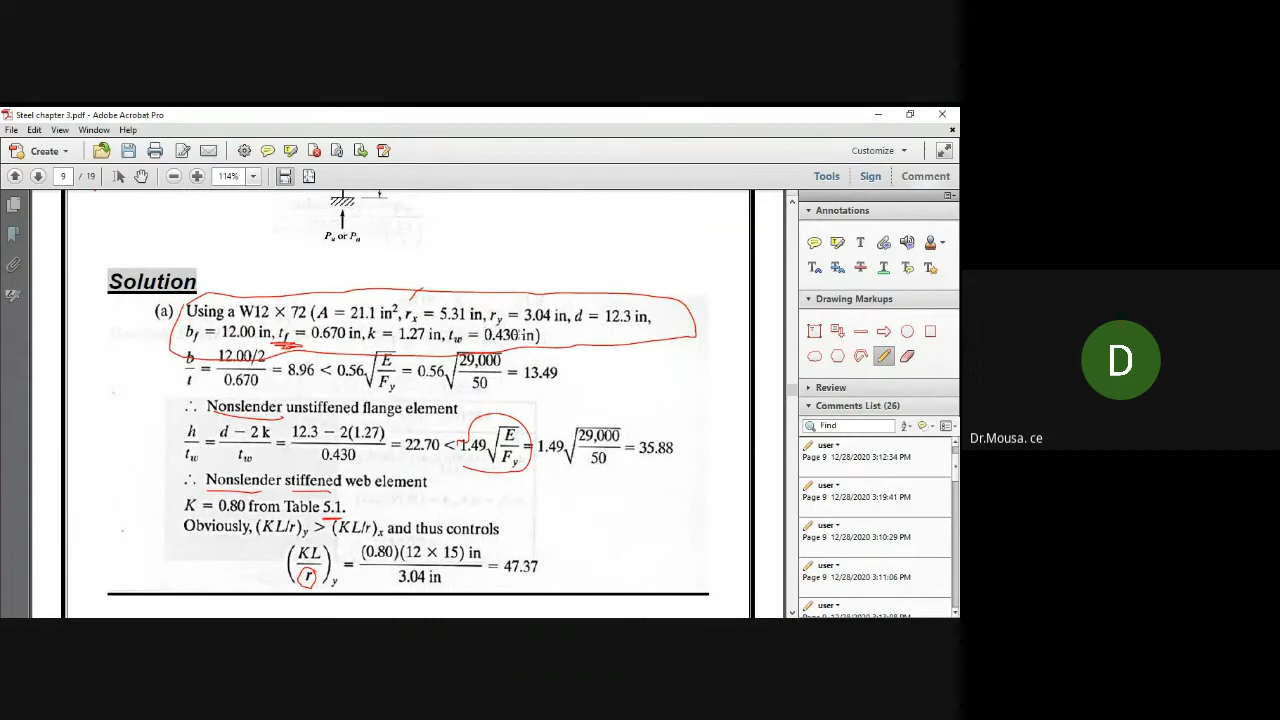 Steel chapter 3.pdf - Adobe Acrobat Pro
File Edit View Window Help
Create
Customize
9 / 19
114%
Tools Sign Comment
Pu or Pa
Solution
(a) Using a W12 × 72 (A = 21.1 in², rx = 5.31 in, ry = 3.04 in, d = 12.3 in,
bf = 12.00 in, tf = 0.670 in, k = 1.27 in, tw = 0.430 in)
b/t = (12.00/2)/0.670 = 8.96 < 0.56√(E/Fy) = 0.56√(29,000/50) = 13.49
∴ Nonslender unstiffened flange element
h/tw = (d − 2k)/tw = (12.3 − 2(1.27))/0.430 = 22.70 < 1.49√(E/Fy) = 1.49√(29,000/50) = 35.88
∴ Nonslender stiffened web element
K = 0.80 from Table 5.1.
Obviously, (KL/r)y > (KL/r)x and thus controls
(KL/r)y = (0.80)(12 × 15) in / 3.04 in = 47.37
Annotations
Drawing Markups
Review
Comments List (26)
Find
user
Page 9 12/28/2020 3:12:34 PM
user
Page 9 12/28/2020 3:19:41 PM
user
Page 9 12/28/2020 3:10:29 PM
user
Page 9 12/28/2020 3:11:06 PM
user
D
Dr.Mousa. ce